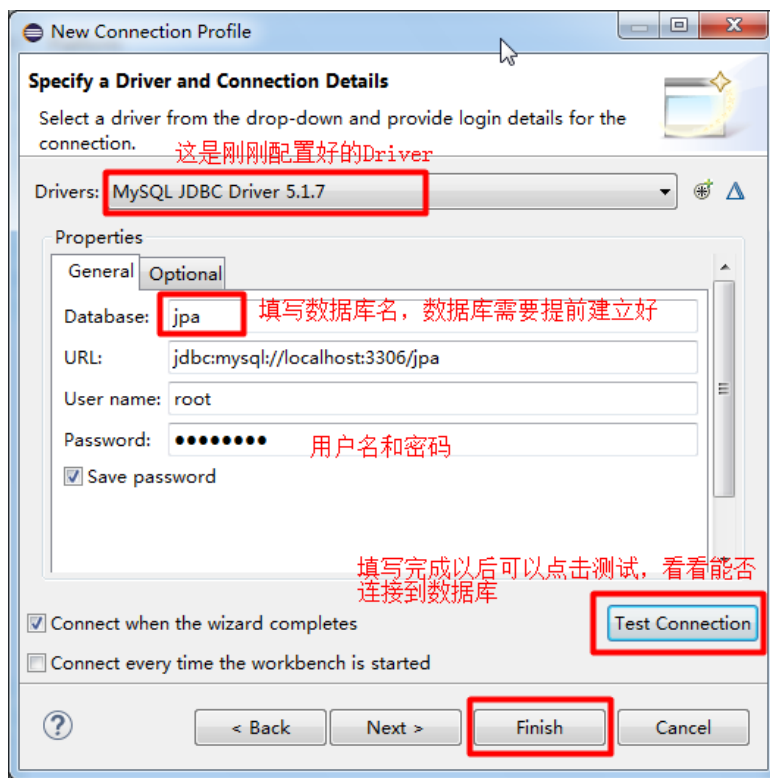 New Connection Profile
Specify a Driver and Connection Details
Select a driver from the drop-down and provide login details for the
connection.
这是刚刚配置好的Driver
Drivers: MySQL JDBC Driver 5.1.7
Properties
General Optional
Database: jpa 填写数据库名，数据库需要提前建立好
URL: jdbc:mysql://localhost:3306/jpa
User name: root
Password: ●●●●●●●● 用户名和密码
Save password
填写完成以后可以点击测试，看看能否
连接到数据库
Connect when the wizard completes Test Connection
Connect every time the workbench is started
? < Back Next > Finish Cancel